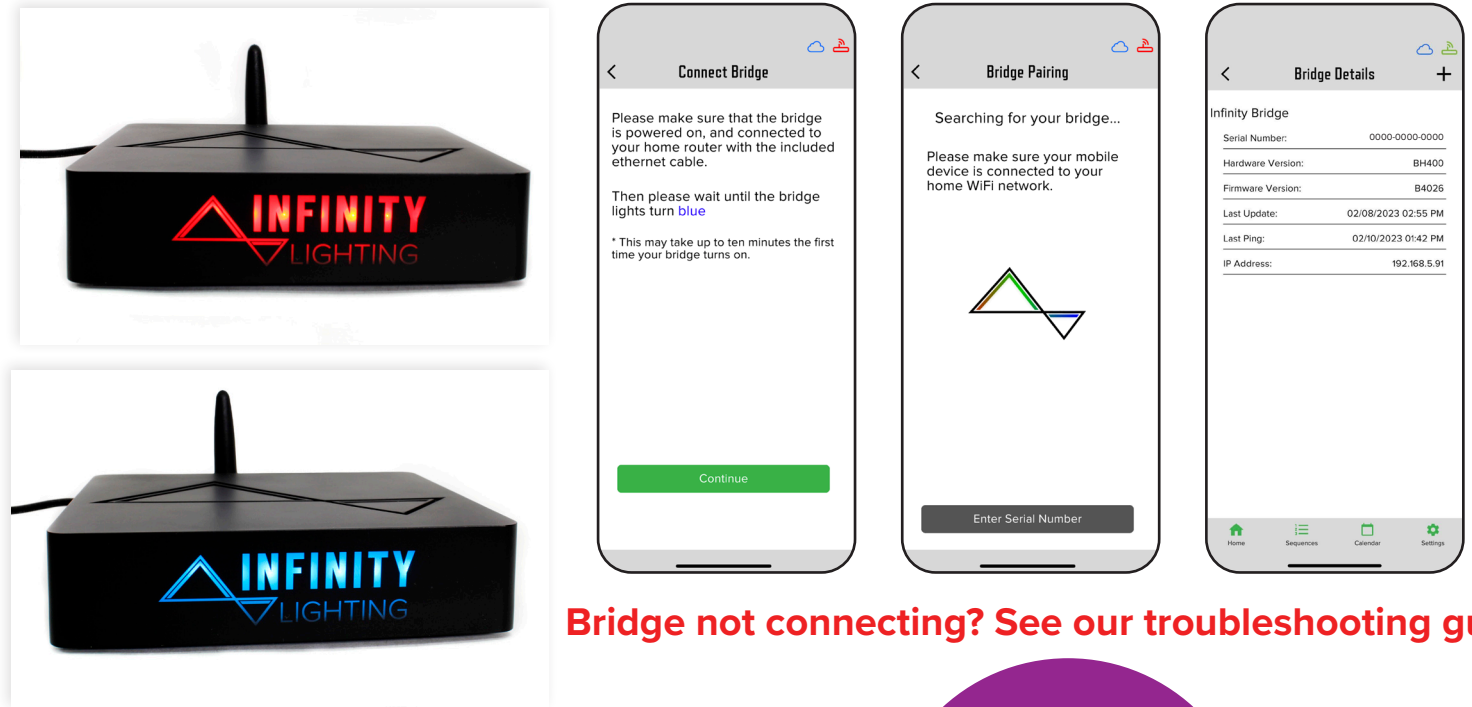 INFINITY
LIGHTING
INFINITY
LIGHTING
Connect Bridge
Please make sure that the bridge
is powered on, and connected to
your home router with the included
ethernet cable.
Then please wait until the bridge
lights turn blue
* This may take up to ten minutes the first
time your bridge turns on.
Continue
Bridge Pairing
Searching for your bridge...
Please make sure your mobile
device is connected to your
home WiFi network.
Enter Serial Number
Bridge Details +
Infinity Bridge
Serial Number: 0000-0000-0000
Hardware Version: BH400
Firmware Version: B4026
Last Update: 02/08/2023 02:55 PM
Last Ping: 02/10/2023 01:42 PM
IP Address: 192.168.5.91
Home Sequences Calendar Settings
Bridge not connecting? See our troubleshooting gu